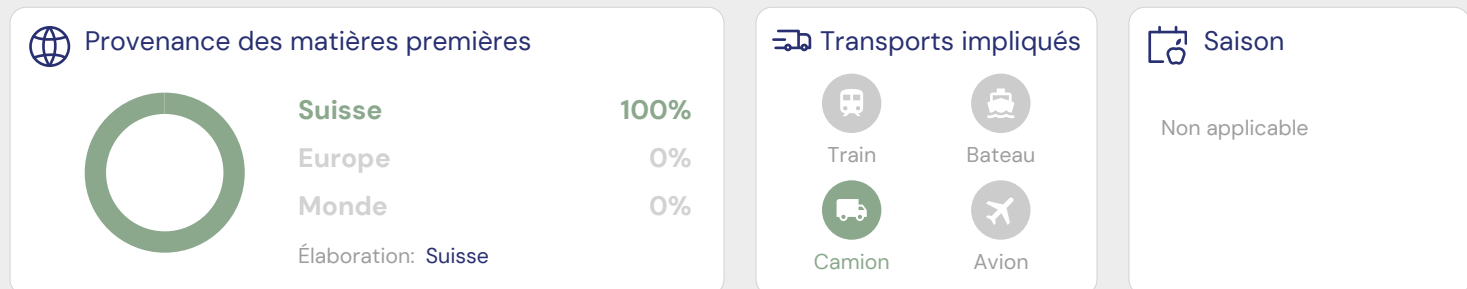 Provenance des matières premières
Suisse 100%
Europe 0%
Monde 0%
Élaboration: Suisse
Transports impliqués
Train Bateau
Camion Avion
Saison
Non applicable